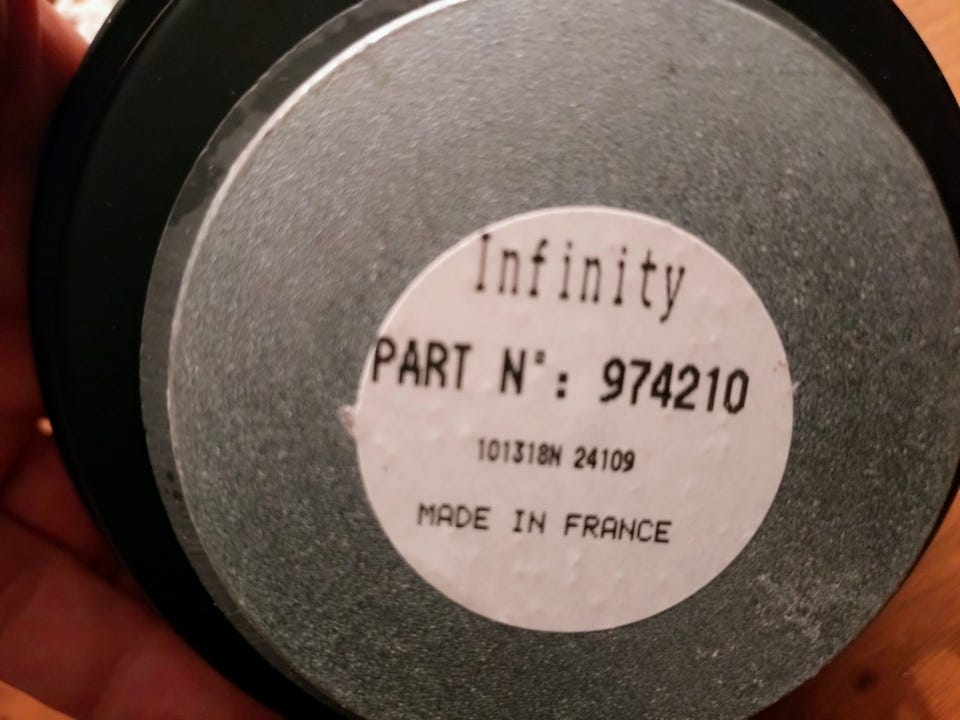 Infinity
PART N°: 974210
101318N 24109
MADE IN FRANCE